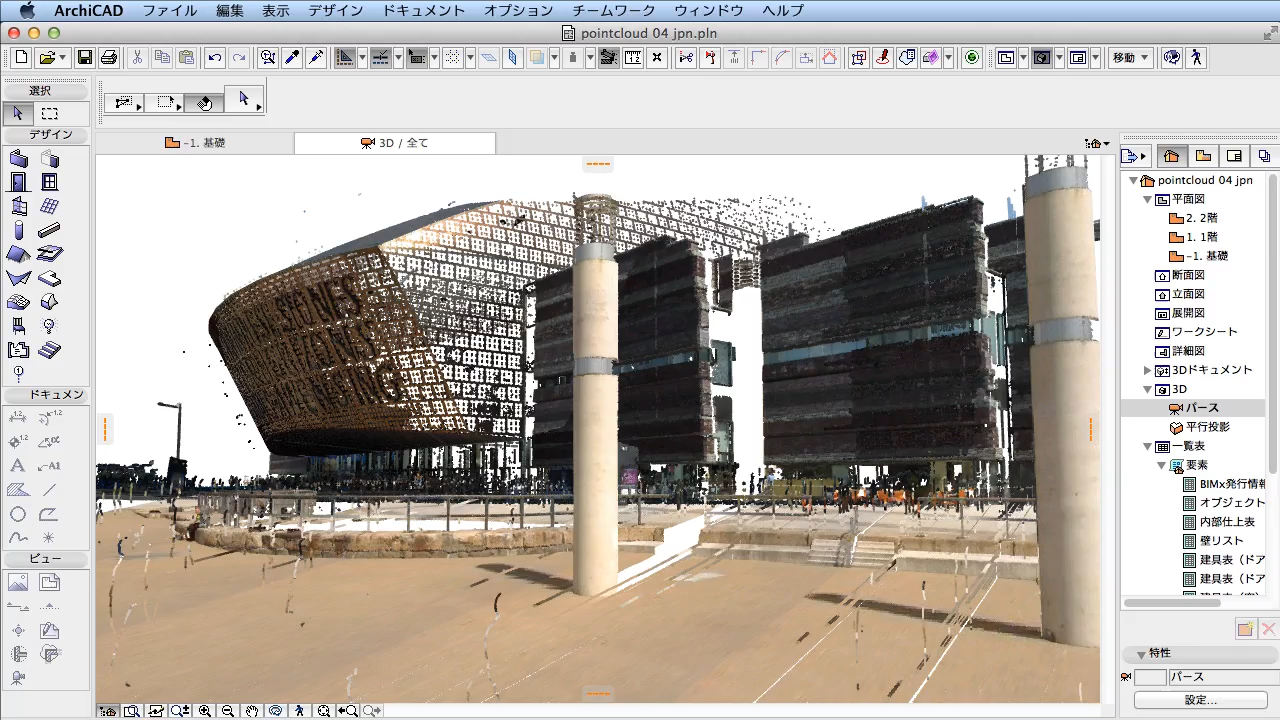 ArchiCAD ファイル 編集 表示 デザイン ドキュメント オプション チームワーク ウィンドウ ヘルプ
pointcloud 04 jpn.pln
移動
選択
デザイン
ドキュメン
ビュー
-1. 基礎
3D / 全て
pointcloud 04 jpn
平面図
2. 2階
1. 1階
-1. 基礎
断面図
立面図
展開図
ワークシート
詳細図
3Dドキュメント
3D
パース
平行投影
一覧表
要素
BIMx発行情報
オブジェクト
内部仕上表
壁リスト
建具表（ドア
建具表（ドア
特性
パース
設定...